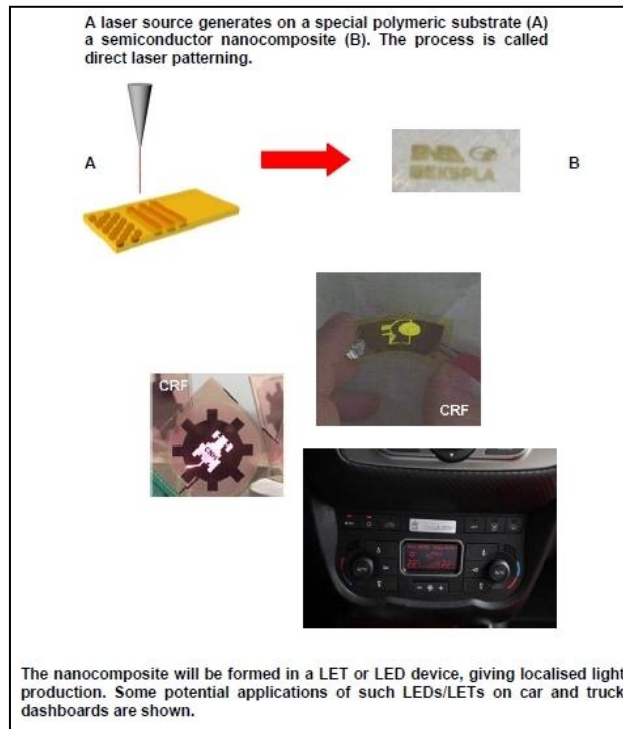 A laser source generates on a special polymeric substrate (A)
a semiconductor nanocomposite (B). The process is called
direct laser patterning.
A
B
EKSPLA
CRF
CRF
The nanocomposite will be formed in a LET or LED device, giving localised light
production. Some potential applications of such LEDs/LETs on car and truck
dashboards are shown.